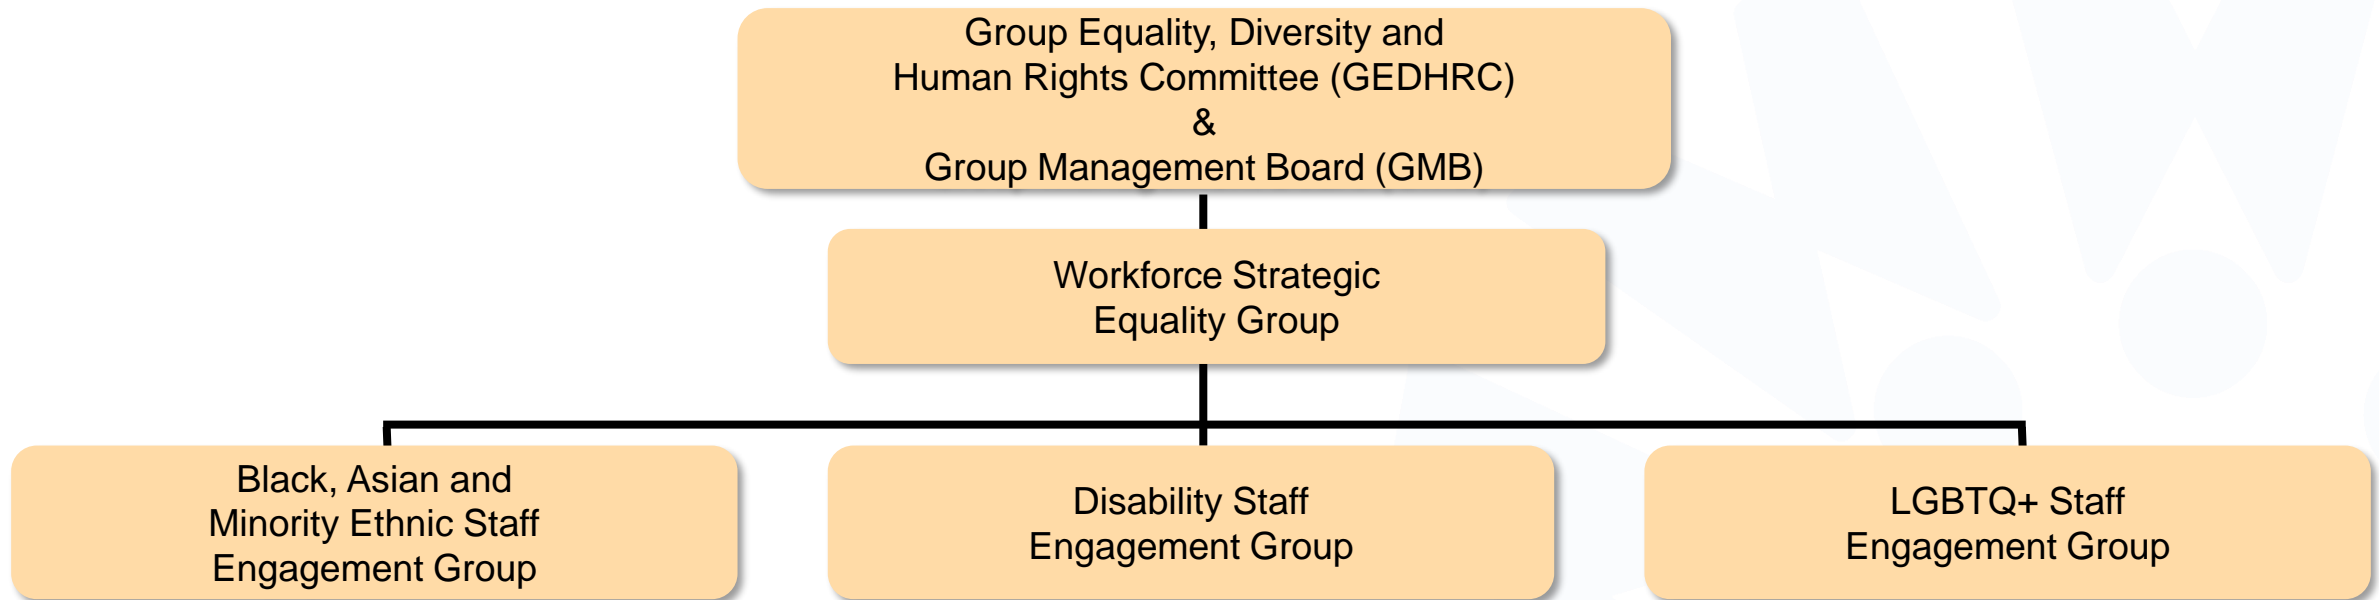 Group Equality, Diversity and
Human Rights Committee (GEDHRC)
&
Group Management Board (GMB)
Workforce Strategic
Equality Group
Black, Asian and
Minority Ethnic Staff
Engagement Group
Disability Staff
Engagement Group
LGBTQ+ Staff
Engagement Group